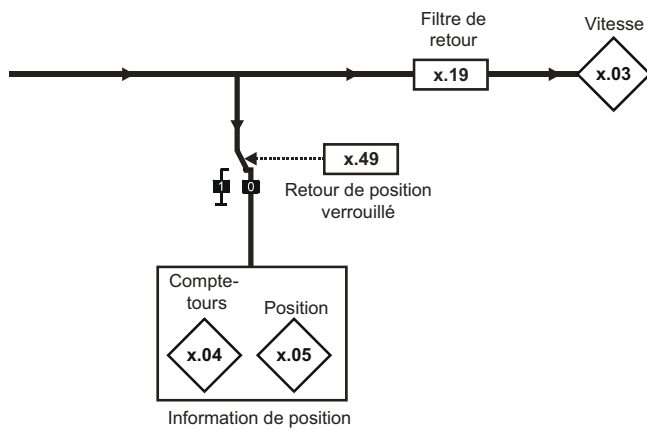 Filtre de
retour
Vitesse
x.19
x.03
x.49
1
0
Retour de position
verrouillé
Compte-
tours
Position
x.04
x.05
Information de position